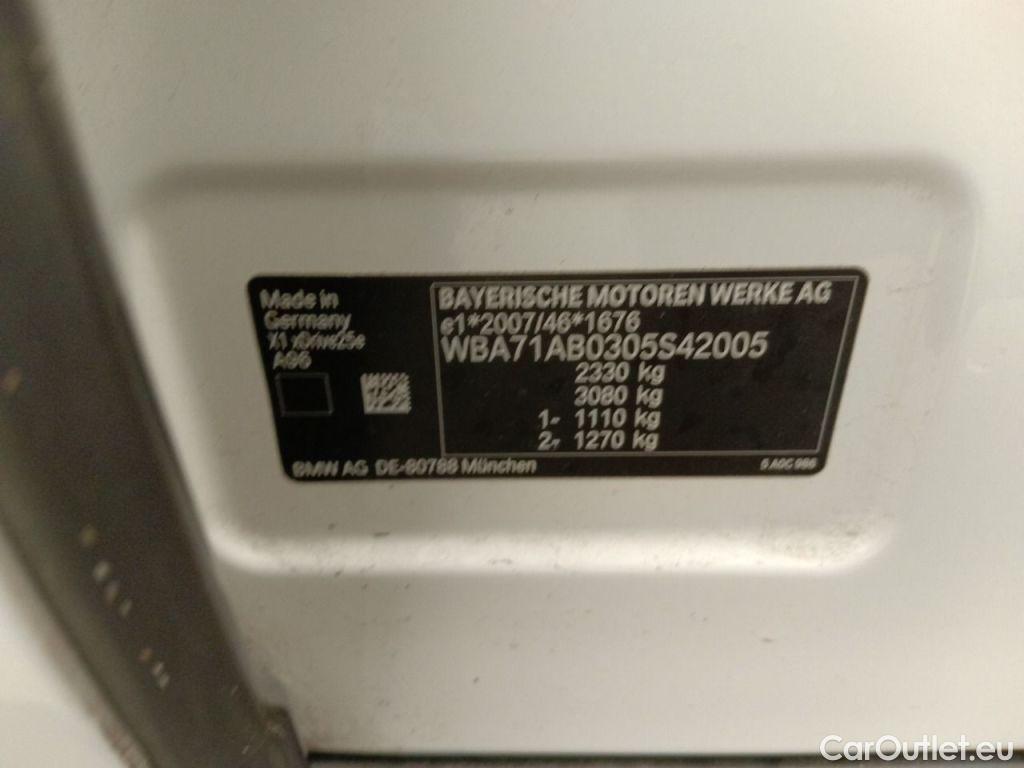 Made in
Germany
X1 xDrive25e
A96
BMW AG DE-80788 München
BAYERISCHE MOTOREN WERKE AG
e1*2007/46*1676
WBA71AB0305S42005
2330 kg
3080 kg
1- 1110 kg
2- 1270 kg
CarOutlet.eu